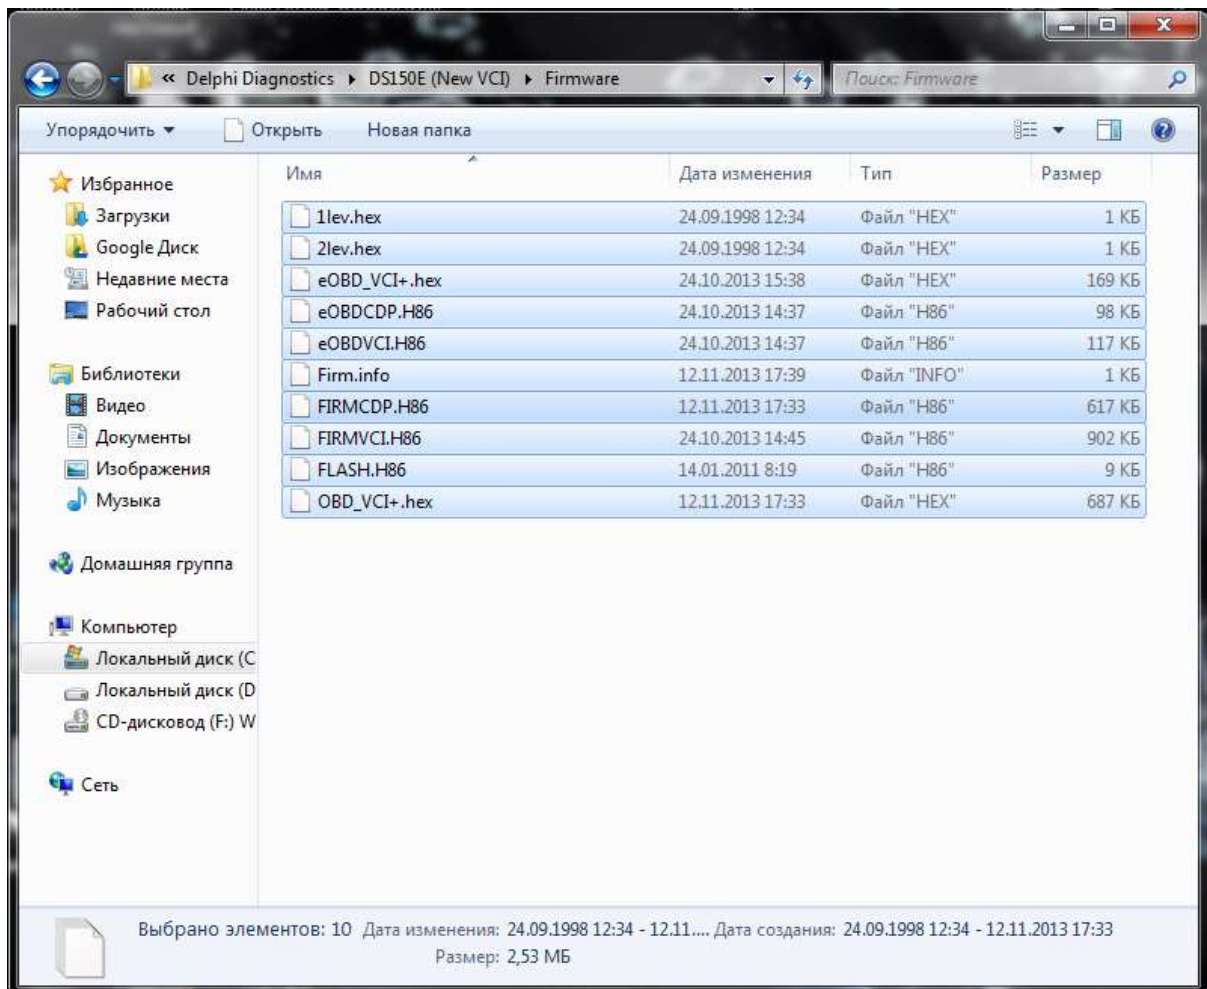 « Delphi Diagnostics ▸ DS150E (New VCI) ▸ Firmware
Поиск: Firmware
Упорядочить ▾ Открыть Новая папка
Имя Дата изменения Тип Размер
Избранное
Загрузки
Google Диск
Недавние места
Рабочий стол
Библиотеки
Видео
Документы
Изображения
Музыка
Домашняя группа
Компьютер
Локальный диск (C
Локальный диск (D
CD-дисковод (F:) W
Сеть
1lev.hex 24.09.1998 12:34 Файл "HEX" 1 КБ
2lev.hex 24.09.1998 12:34 Файл "HEX" 1 КБ
eOBD_VCI+.hex 24.10.2013 15:38 Файл "HEX" 169 КБ
eOBDCDP.H86 24.10.2013 14:37 Файл "H86" 98 КБ
eOBDVCI.H86 24.10.2013 14:37 Файл "H86" 117 КБ
Firm.info 12.11.2013 17:39 Файл "INFO" 1 КБ
FIRMCDP.H86 12.11.2013 17:33 Файл "H86" 617 КБ
FIRMVCI.H86 24.10.2013 14:45 Файл "H86" 902 КБ
FLASH.H86 14.01.2011 8:19 Файл "H86" 9 КБ
OBD_VCI+.hex 12.11.2013 17:33 Файл "HEX" 687 КБ
Выбрано элементов: 10 Дата изменения: 24.09.1998 12:34 - 12.11.... Дата создания: 24.09.1998 12:34 - 12.11.2013 17:33
Размер: 2,53 МБ